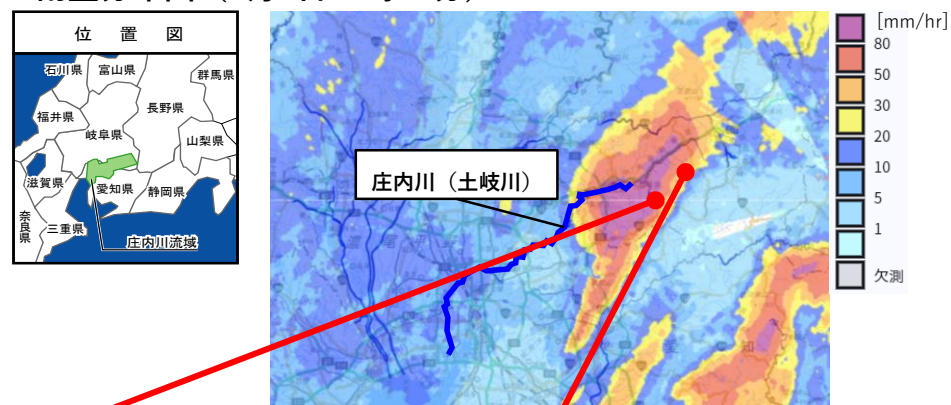 位置図
石川県
富山県
群馬県
福井県
長野県
岐阜県
山梨県
滋賀県
愛知県
静岡県
奈良県
三重県
庄内川流域
庄内川（土岐川）
[mm/hr]
80
50
30
20
10
5
1
欠測
愛
知